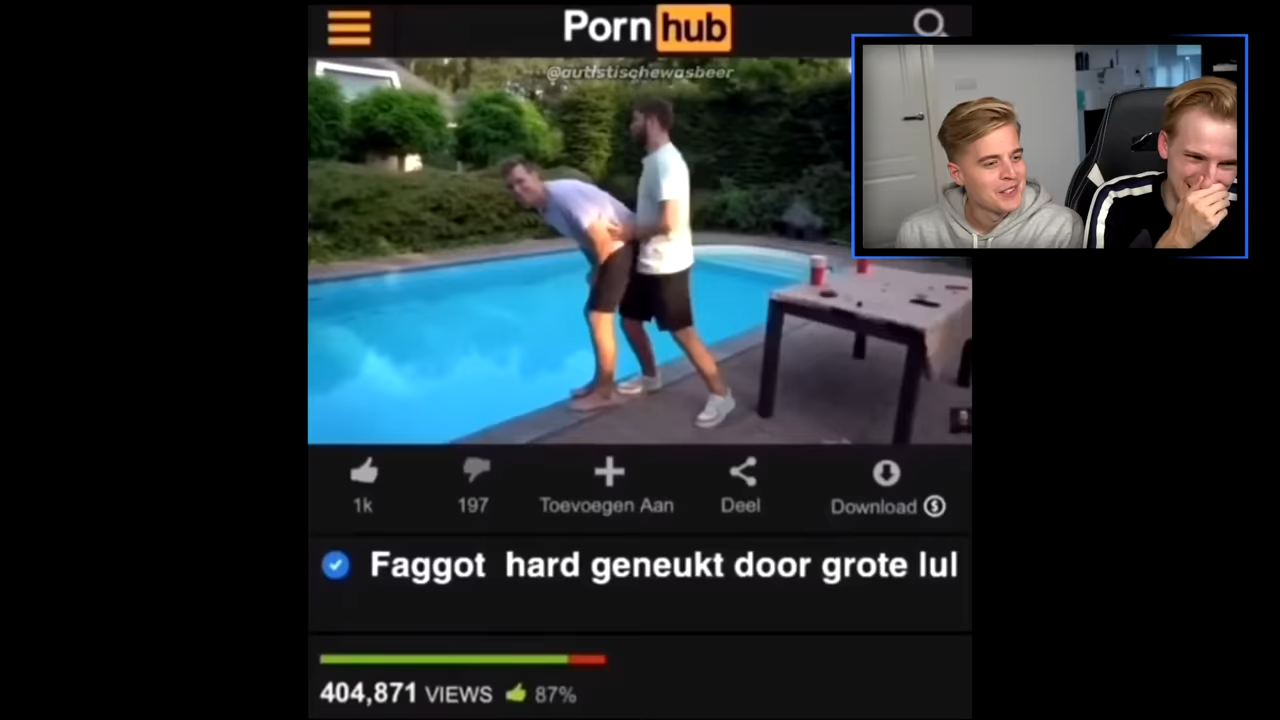 Porn hub
@autistischewasbeer
1k
197
Toevoegen Aan
Deel
Download
Faggot hard geneukt door grote lul
404,871 VIEWS 87%